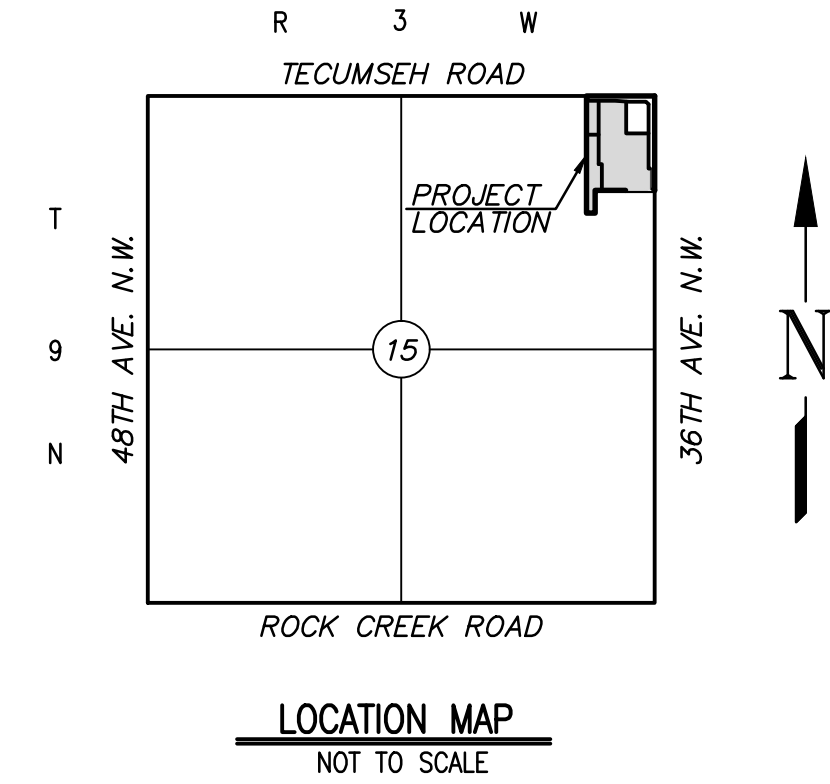 R 3 W
TECUMSEH ROAD
PROJECT
LOCATION
T
9
N
48TH AVE. N.W.
15
36TH AVE. N.W.
N
ROCK CREEK ROAD
LOCATION MAP
NOT TO SCALE